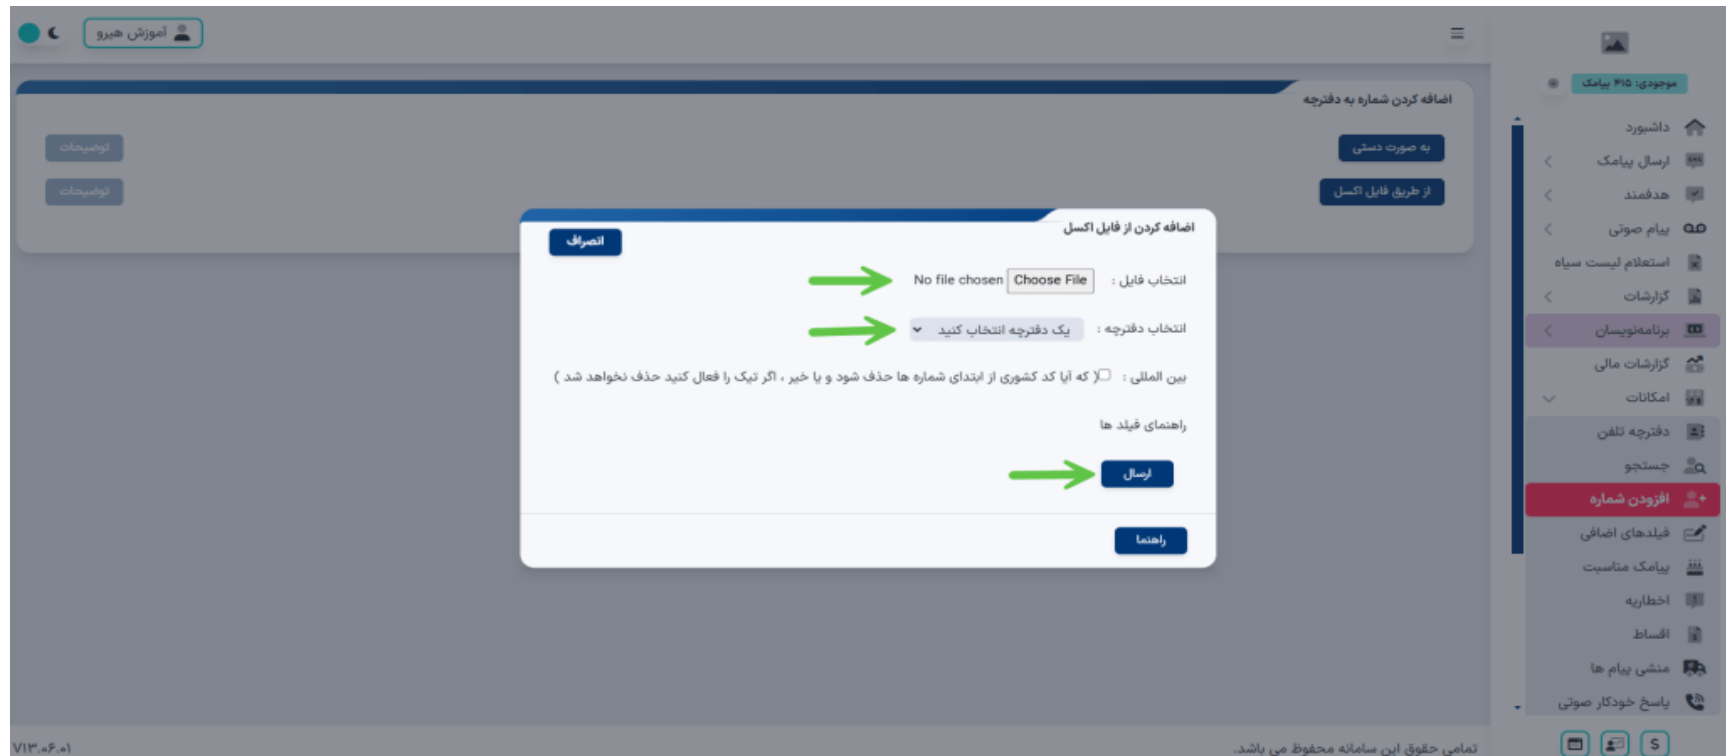 آموزش هیرو
موجودی: ۴۱۵ پیامک
داشبورد
ارسال پیامک
هدفمند
پیام صوتی
استعلام لیست سیاه
گزارشات
برنامه‌نویسان
گزارشات مالی
امکانات
دفترچه تلفن
جستجو
افزودن شماره
فیلدهای اضافی
پیامک مناسبت
اخطاریه
اقساط
منشی پیام ها
پاسخ خودکار صوتی
اضافه کردن شماره به دفترچه
به صورت دستی
توضیحات
از طریق فایل اکسل
توضیحات
اضافه کردن از فایل اکسل
انصراف
انتخاب فایل : Choose File No file chosen
انتخاب دفترچه : یک دفترچه انتخاب کنید
بین المللی : ( که آیا کد کشوری از ابتدای شماره ها حذف شود و یا خیر ، اگر تیک را فعال کنید حذف نخواهد شد )
راهنمای فیلد ها
ارسال
راهنما
تمامی حقوق این سامانه محفوظ می باشد.
V۱۳.۰۶.۰۱